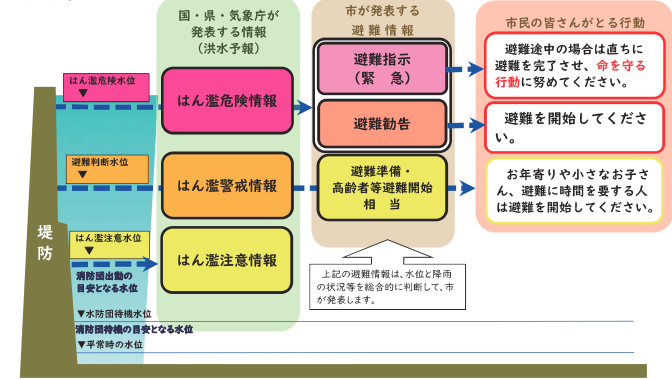 国・県・気象庁が
発表する情報
（洪水予報）
市が発表する
避難情報
市民の皆さんがとる行動
はん濫危険水位
▼
はん濫危険情報
避難指示
（緊 急）
避難途中の場合は直ちに
避難を完了させ、命を守る
行動に努めてください。
避難勧告
避難を開始してくださ
い。
避難判断水位
▼
はん濫警戒情報
避難準備・
高齢者等避難開始
相 当
お年寄りや小さなお子さ
ん、避難に時間を要する人
は避難を開始してください。
堤防
はん濫注意水位
▼
はん濫注意情報
消防団出動の
目安となる水位
上記の避難情報は、水位と降雨
の状況等を総合的に判断して、市
が発表します。
▼水防団待機水位
消防団待機の目安となる水位
▼平常時の水位